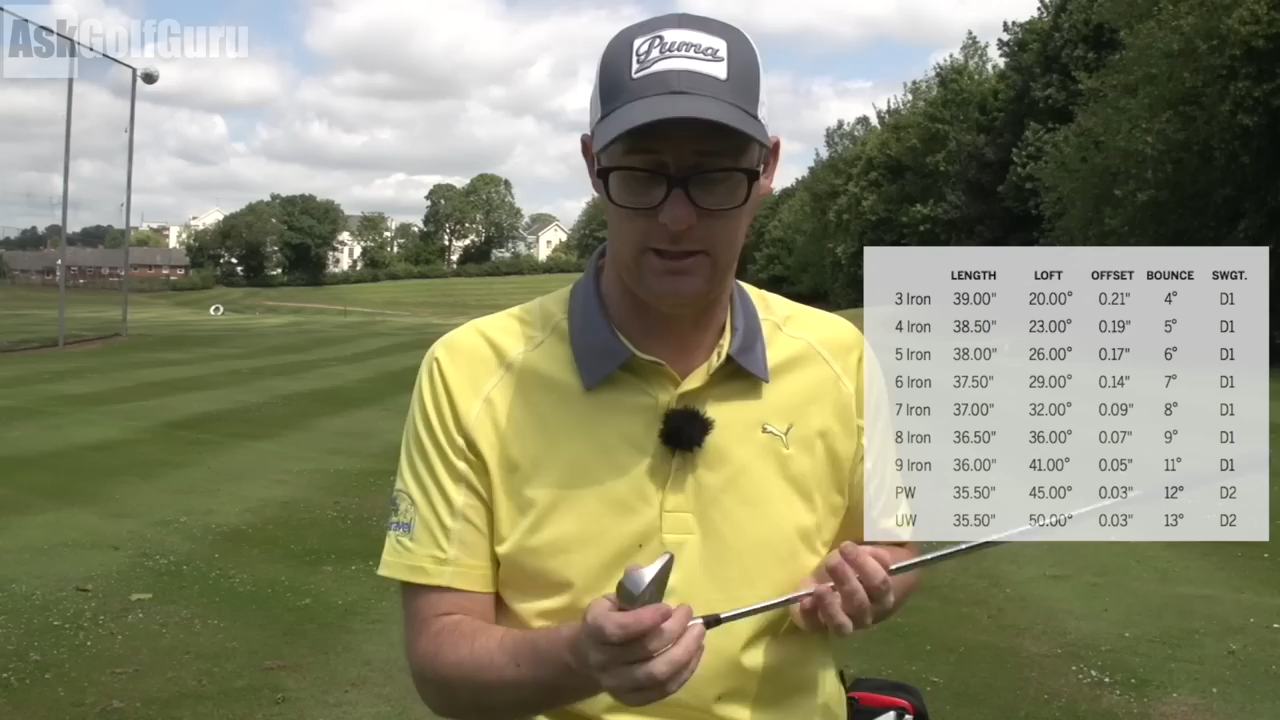 AskGolfGuru
Puma
LENGTH LOFT OFFSET BOUNCE SWGT.
3 Iron 39.00" 20.00° 0.21" 4° D1
4 Iron 38.50" 23.00° 0.19" 5° D1
5 Iron 38.00" 26.00° 0.17" 6° D1
6 Iron 37.50" 29.00° 0.14" 7° D1
7 Iron 37.00" 32.00° 0.09" 8° D1
8 Iron 36.50" 36.00° 0.07" 9° D1
9 Iron 36.00" 41.00° 0.05" 11° D1
PW 35.50" 45.00° 0.03" 12° D2
UW 35.50" 50.00° 0.03" 13° D2